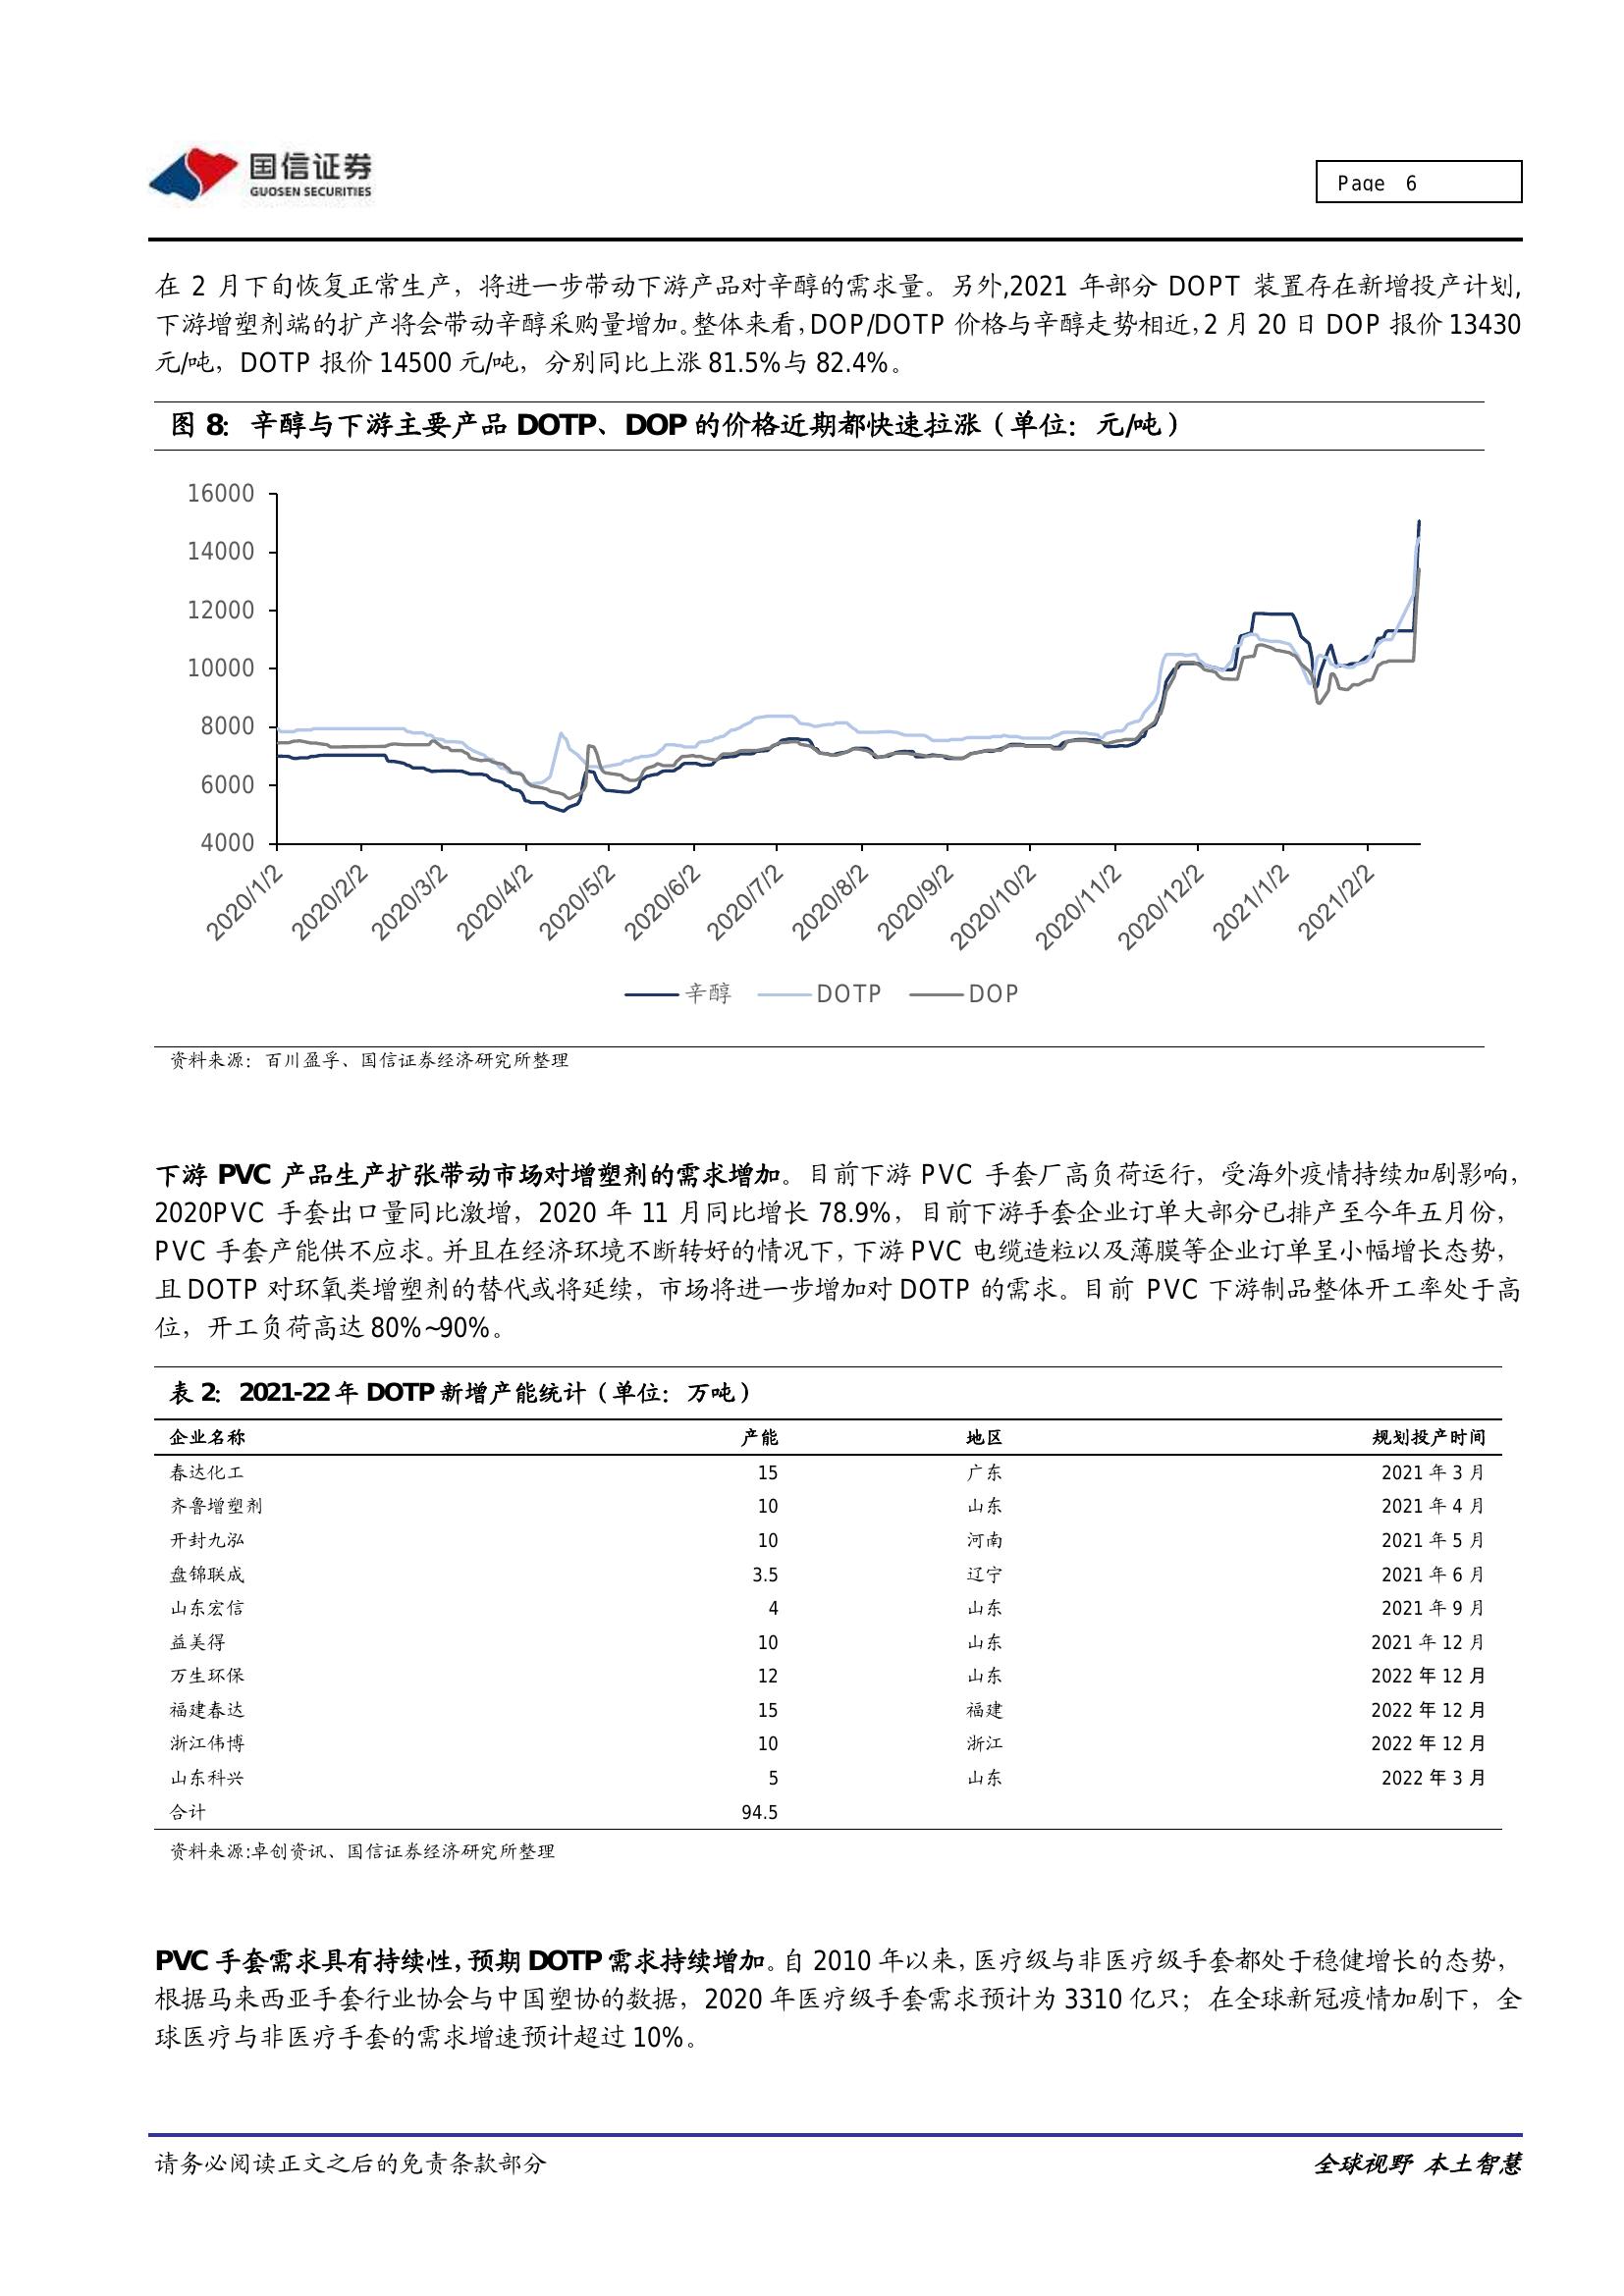 国信证券
GUOSEN SECURITIES
Page 6
在 2 月下旬恢复正常生产，将进一步带动下游产品对辛醇的需求量。另外,2021 年部分 DOPT 装置存在新增投产计划,
下游增塑剂端的扩产将会带动辛醇采购量增加。整体来看，DOP/DOTP 价格与辛醇走势相近，2 月 20 日 DOP 报价 13430
元/吨，DOTP 报价 14500 元/吨，分别同比上涨 81.5%与 82.4%。
图 8：辛醇与下游主要产品 DOTP、DOP 的价格近期都快速拉涨（单位：元/吨）
16000
14000
12000
10000
8000
6000
4000
2020/1/2
2020/2/2
2020/3/2
2020/4/2
2020/5/2
2020/6/2
2020/7/2
2020/8/2
2020/9/2
2020/10/2
2020/11/2
2020/12/2
2021/1/2
2021/2/2
辛醇 DOTP DOP
资料来源：百川盈孚、国信证券经济研究所整理
下游 PVC 产品生产扩张带动市场对增塑剂的需求增加。目前下游 PVC 手套厂高负荷运行，受海外疫情持续加剧影响，
2020PVC 手套出口量同比激增，2020 年 11 月同比增长 78.9%，目前下游手套企业订单大部分已排产至今年五月份，
PVC 手套产能供不应求。并且在经济环境不断转好的情况下，下游 PVC 电缆造粒以及薄膜等企业订单呈小幅增长态势，
且 DOTP 对环氧类增塑剂的替代或将延续，市场将进一步增加对 DOTP 的需求。目前 PVC 下游制品整体开工率处于高
位，开工负荷高达 80%~90%。
表 2：2021-22 年 DOTP 新增产能统计（单位：万吨）
企业名称 产能 地区 规划投产时间
春达化工 15 广东 2021 年 3 月
齐鲁增塑剂 10 山东 2021 年 4 月
开封九泓 10 河南 2021 年 5 月
盘锦联成 3.5 辽宁 2021 年 6 月
山东宏信 4 山东 2021 年 9 月
益美得 10 山东 2021 年 12 月
万生环保 12 山东 2022 年 12 月
福建春达 15 福建 2022 年 12 月
浙江伟博 10 浙江 2022 年 12 月
山东科兴 5 山东 2022 年 3 月
合计 94.5
资料来源:卓创资讯、国信证券经济研究所整理
PVC 手套需求具有持续性，预期 DOTP 需求持续增加。自 2010 年以来，医疗级与非医疗级手套都处于稳健增长的态势，
根据马来西亚手套行业协会与中国塑协的数据，2020 年医疗级手套需求预计为 3310 亿只；在全球新冠疫情加剧下，全
球医疗与非医疗手套的需求增速预计超过 10%。
请务必阅读正文之后的免责条款部分 全球视野 本土智慧